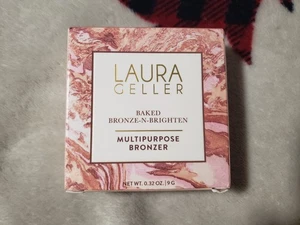 LAURA
GELLER
BAKED
BRONZE-N-BRIGHTEN
MULTIPURPOSE
BRONZER
NET WT. 0.32 OZ. | 9 G